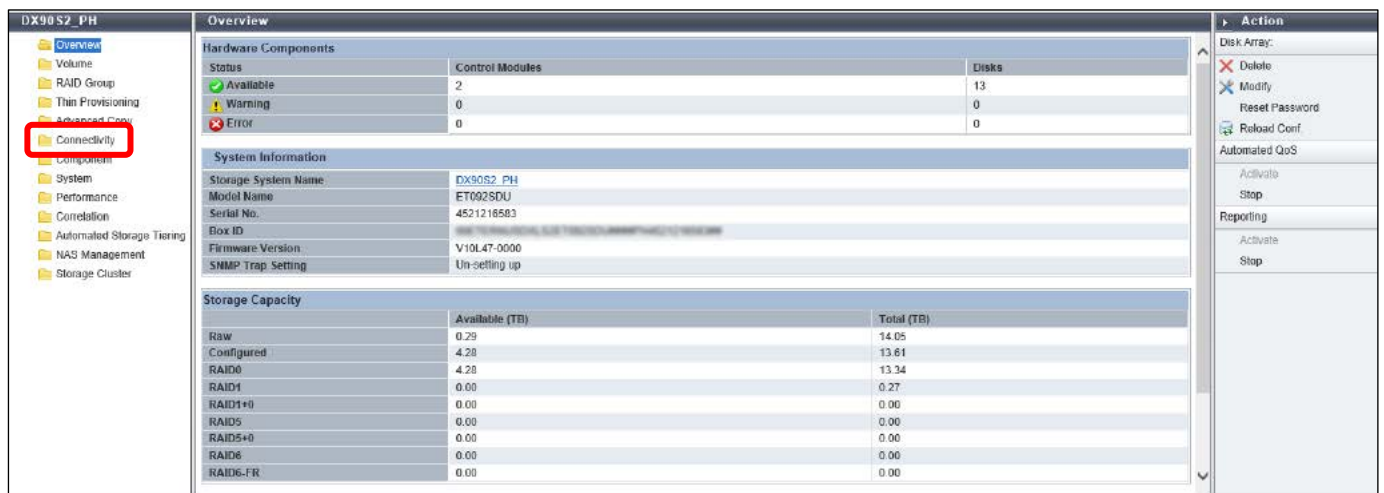 DX90S2_PH
Overview
Volume
RAID Group
Thin Provisioning
Advanced Copy
Connectivity
Component
System
Performance
Correlation
Automated Storage Tiering
NAS Management
Storage Cluster
Overview
Hardware Components
Status Control Modules Disks
Available 2 13
Warning 0 0
Error 0 0
System Information
Storage System Name DX90S2_PH
Model Name ET092SDU
Serial No. 4521216583
Box ID
Firmware Version V10L47-0000
SNMP Trap Setting Un-setting up
Storage Capacity
Available (TB) Total (TB)
Raw 0.29 14.05
Configured 4.28 13.61
RAID0 4.28 13.34
RAID1 0.00 0.27
RAID1+0 0.00 0.00
RAID5 0.00 0.00
RAID5+0 0.00 0.00
RAID6 0.00 0.00
RAID6-FR 0.00 0.00
Action
Disk Array:
Delete
Modify
Reset Password
Reload Conf.
Automated QoS
Activate
Stop
Reporting
Activate
Stop